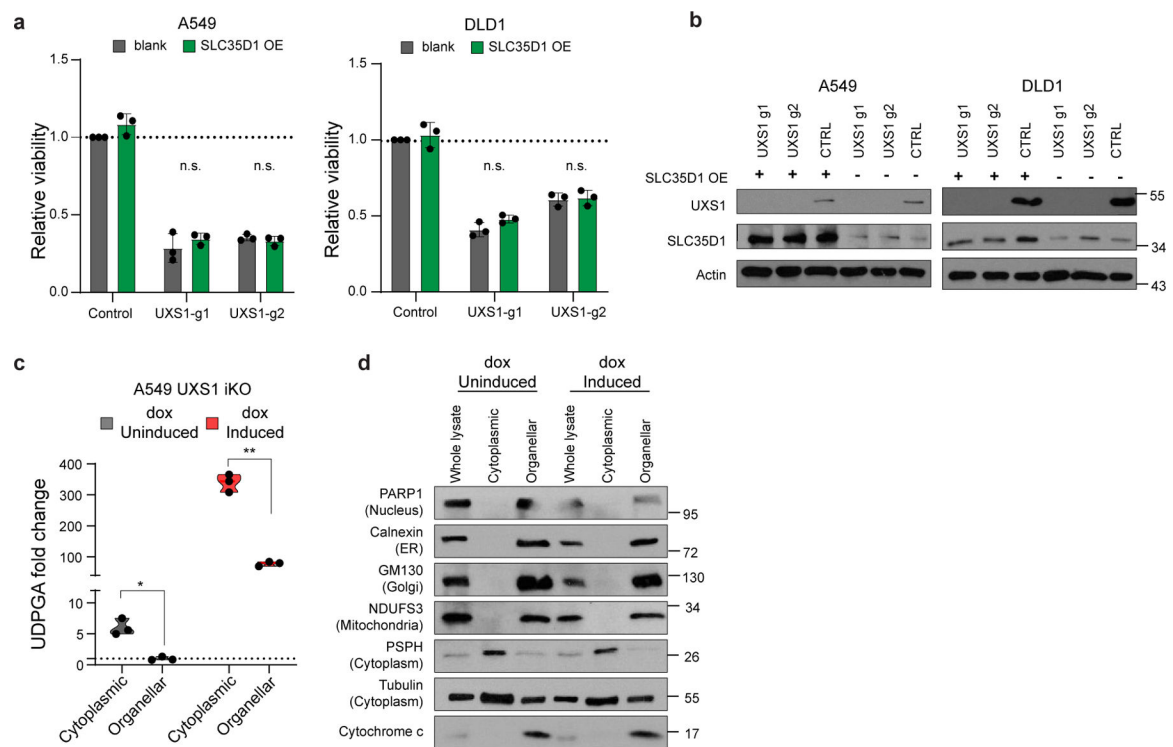 a
A549
blank SLC35D1 OE
Relative viability
1.5
1.0
0.5
0.0
n.s. n.s.
Control UXS1-g1 UXS1-g2
DLD1
blank SLC35D1 OE
Relative viability
1.5
1.0
0.5
0.0
n.s. n.s.
Control UXS1-g1 UXS1-g2
b
A549 DLD1
UXS1 g1 UXS1 g2 CTRL UXS1 g1 UXS1 g2 CTRL UXS1 g1 UXS1 g2 CTRL UXS1 g1 UXS1 g2 CTRL
SLC35D1 OE + + + - - - + + + - - -
UXS1 55
SLC35D1 34
Actin 43
c
A549 UXS1 iKO
dox Uninduced
dox Induced
UDPGA fold change
400
300
200
100
10
5
0
* **
Cytoplasmic Organellar Cytoplasmic Organellar
d
dox Uninduced
dox Induced
Whole lysate Cytoplasmic Organellar Whole lysate Cytoplasmic Organellar
PARP1
(Nucleus) 95
Calnexin
(ER) 72
GM130 130
(Golgi)
NDUFS3 34
(Mitochondria)
PSPH
(Cytoplasm) 26
Tubulin
(Cytoplasm) 55
Cytochrome c 17